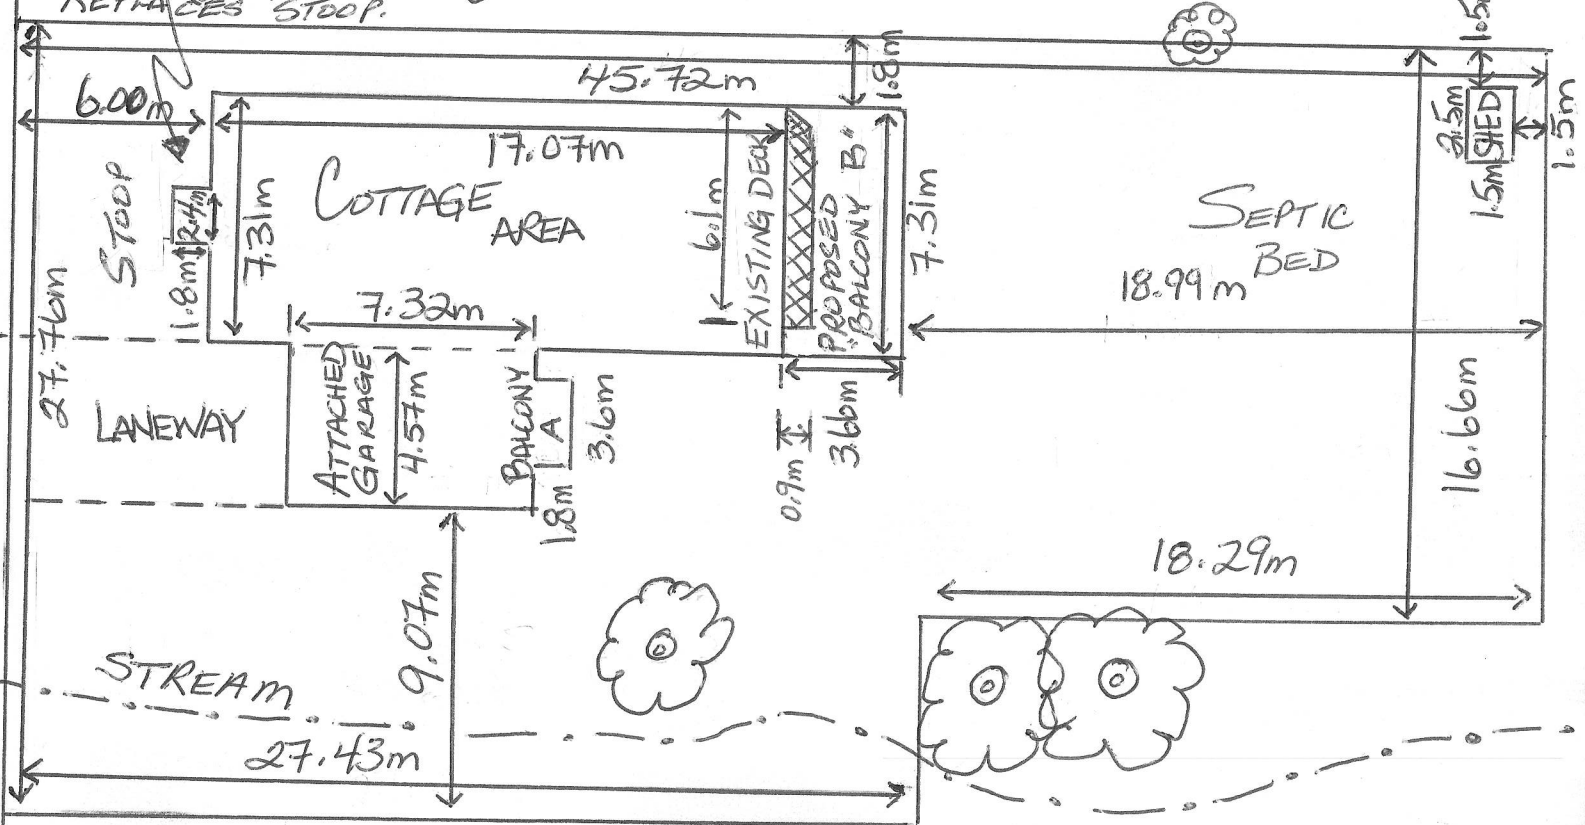 REPLACES STOOP.
1.5m
45.72m
1.8m
6.00m
17.07m
2.5m
SHED
1.5m
1.5m
STOOP
2.4m
1.8m
7.31m
COTTAGE
AREA
6.1m
EXISTING DECK
PROPOSED
"BALCONY B"
7.31m
SEPTIC
BED
18.99m
27.76m
7.32m
LANEWAY
ATTACHED
GARAGE
4.57m
BALCONY
A
3.6m
1.8m
0.9m
3.66m
16.66m
18.29m
9.07m
STREAM
27.43m